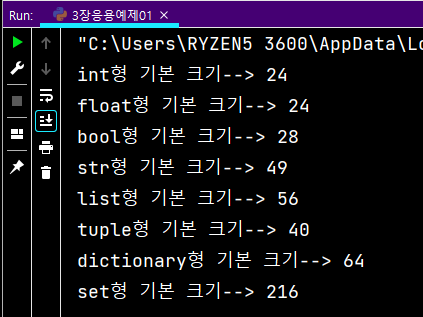 Run: 3장응용예제01 ×
"C:\Users\RYZEN5 3600\AppData\Lo
int형 기본 크기--> 24
float형 기본 크기--> 24
bool형 기본 크기--> 28
str형 기본 크기--> 49
list형 기본 크기--> 56
tuple형 기본 크기--> 40
dictionary형 기본 크기--> 64
set형 기본 크기--> 216